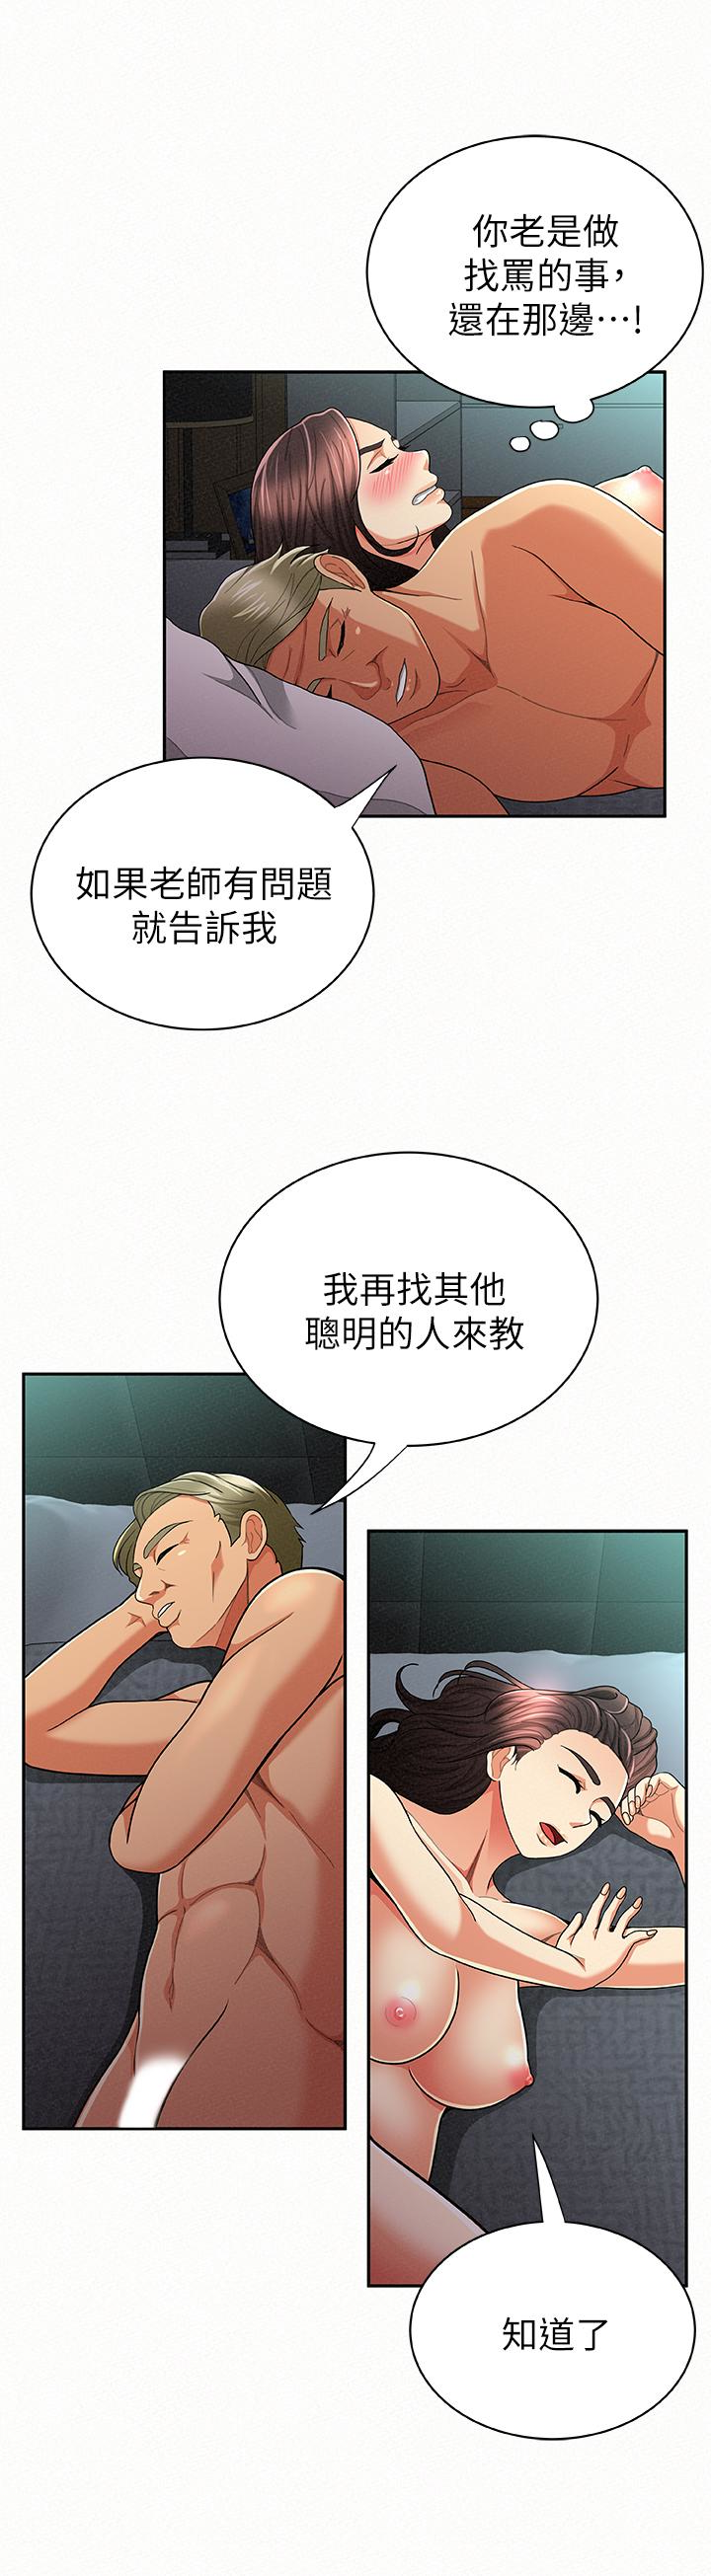 你老是做
找罵的事，
還在那邊…!
如果老師有問題
就告訴我
我再找其他
聰明的人來教
知道了